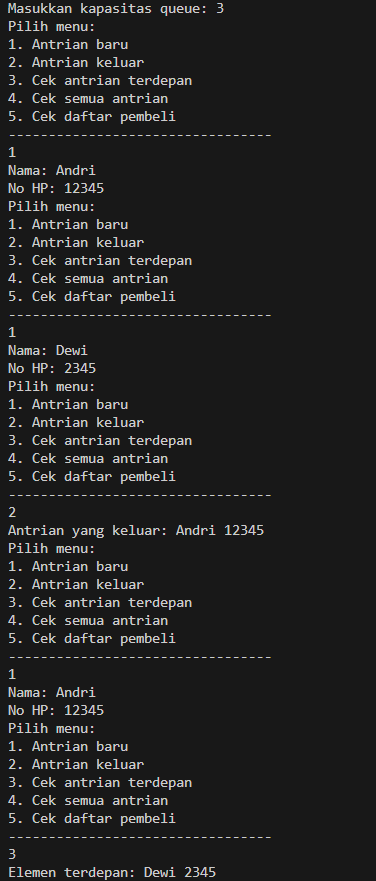 Masukkan kapasitas queue: 3
Pilih menu:
1. Antrian baru
2. Antrian keluar
3. Cek antrian terdepan
4. Cek semua antrian
5. Cek daftar pembeli
---------------------------------
1
Nama: Andri
No HP: 12345
Pilih menu:
1. Antrian baru
2. Antrian keluar
3. Cek antrian terdepan
4. Cek semua antrian
5. Cek daftar pembeli
---------------------------------
1
Nama: Dewi
No HP: 2345
Pilih menu:
1. Antrian baru
2. Antrian keluar
3. Cek antrian terdepan
4. Cek semua antrian
5. Cek daftar pembeli
---------------------------------
2
Antrian yang keluar: Andri 12345
Pilih menu:
1. Antrian baru
2. Antrian keluar
3. Cek antrian terdepan
4. Cek semua antrian
5. Cek daftar pembeli
---------------------------------
1
Nama: Andri
No HP: 12345
Pilih menu:
1. Antrian baru
2. Antrian keluar
3. Cek antrian terdepan
4. Cek semua antrian
5. Cek daftar pembeli
---------------------------------
3
Elemen terdepan: Dewi 2345